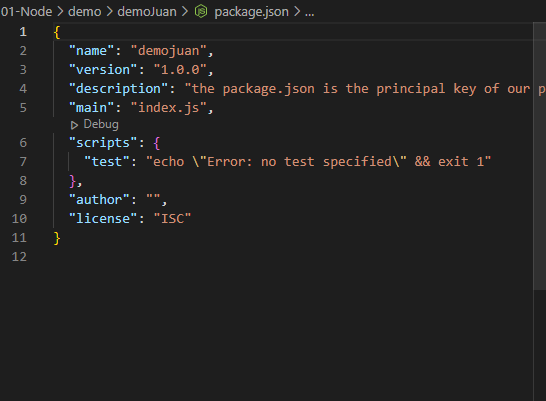 01-Node > demo > demoJuan > package.json > ...
1 {
2 "name": "demojuan",
3 "version": "1.0.0",
4 "description": "the package.json is the principal key of our p
5 "main": "index.js",
Debug
6 "scripts": {
7 "test": "echo \"Error: no test specified\" && exit 1"
8 },
9 "author": "",
10 "license": "ISC"
11 }
12